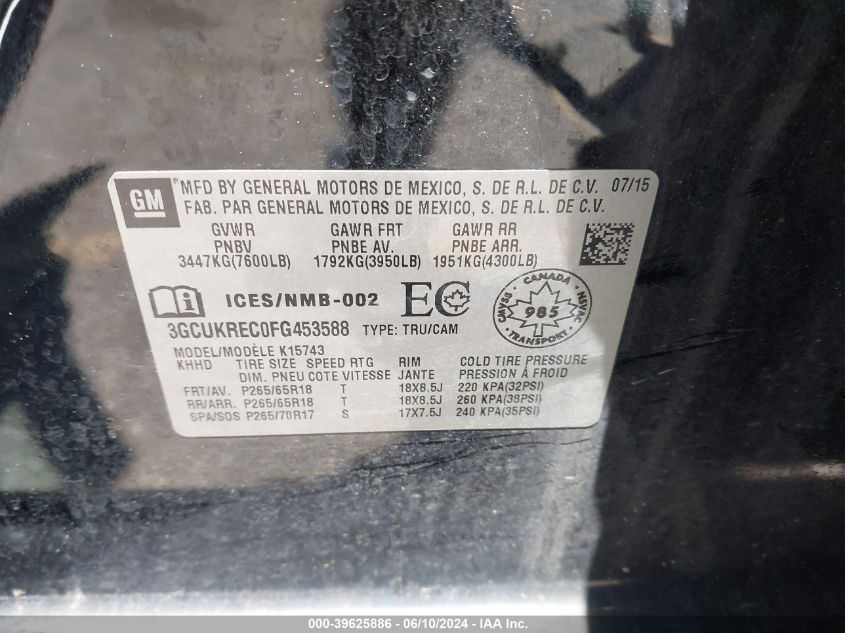 GM
MFD BY GENERAL MOTORS DE MEXICO, S. DE R.L. DE C.V. 07/15
FAB. PAR GENERAL MOTORS DE MEXICO, S. DE R.L. DE C.V.
GVWR GAWR FRT GAWR RR
PNBV PNBE AV. PNBE ARR.
3447KG(7600LB) 1792KG(3950LB) 1951KG(4300LB)
ICES/NMB-002 EC
CANADA CMVSS NSVAC 985 TRANSPORT
3GCUKREC0FG453588 TYPE: TRU/CAM
MODEL/MODÈLE K15743
KHHD TIRE SIZE SPEED RTG RIM COLD TIRE PRESSURE
DIM. PNEU COTE VITESSE JANTE PRESSION À FROID
FRT/AV. P265/65R18 T 18X8.5J 220 KPA(32PSI)
RR/ARR. P265/65R18 T 18X8.5J 260 KPA(38PSI)
SPA/SOS P265/70R17 S 17X7.5J 240 KPA(35PSI)
000-39625886 - 06/10/2024 - IAA Inc.